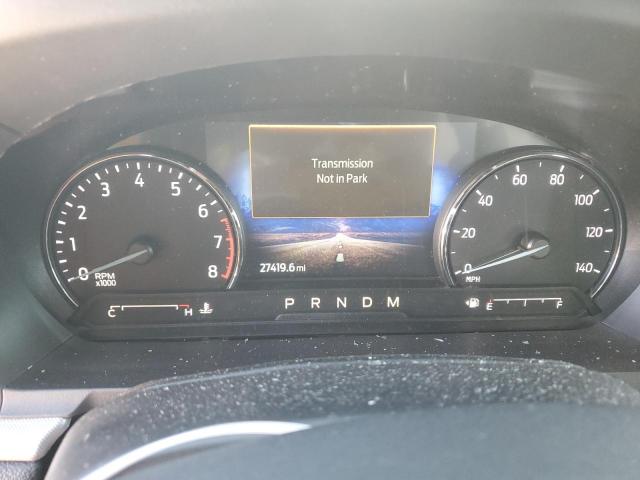 Transmission
Not in Park
0 1 2 3 4 5 6 7 8
RPM
x1000
27419.6 mi
0 20 40 60 80 100 120 140
MPH
C H
P R N D M
E F